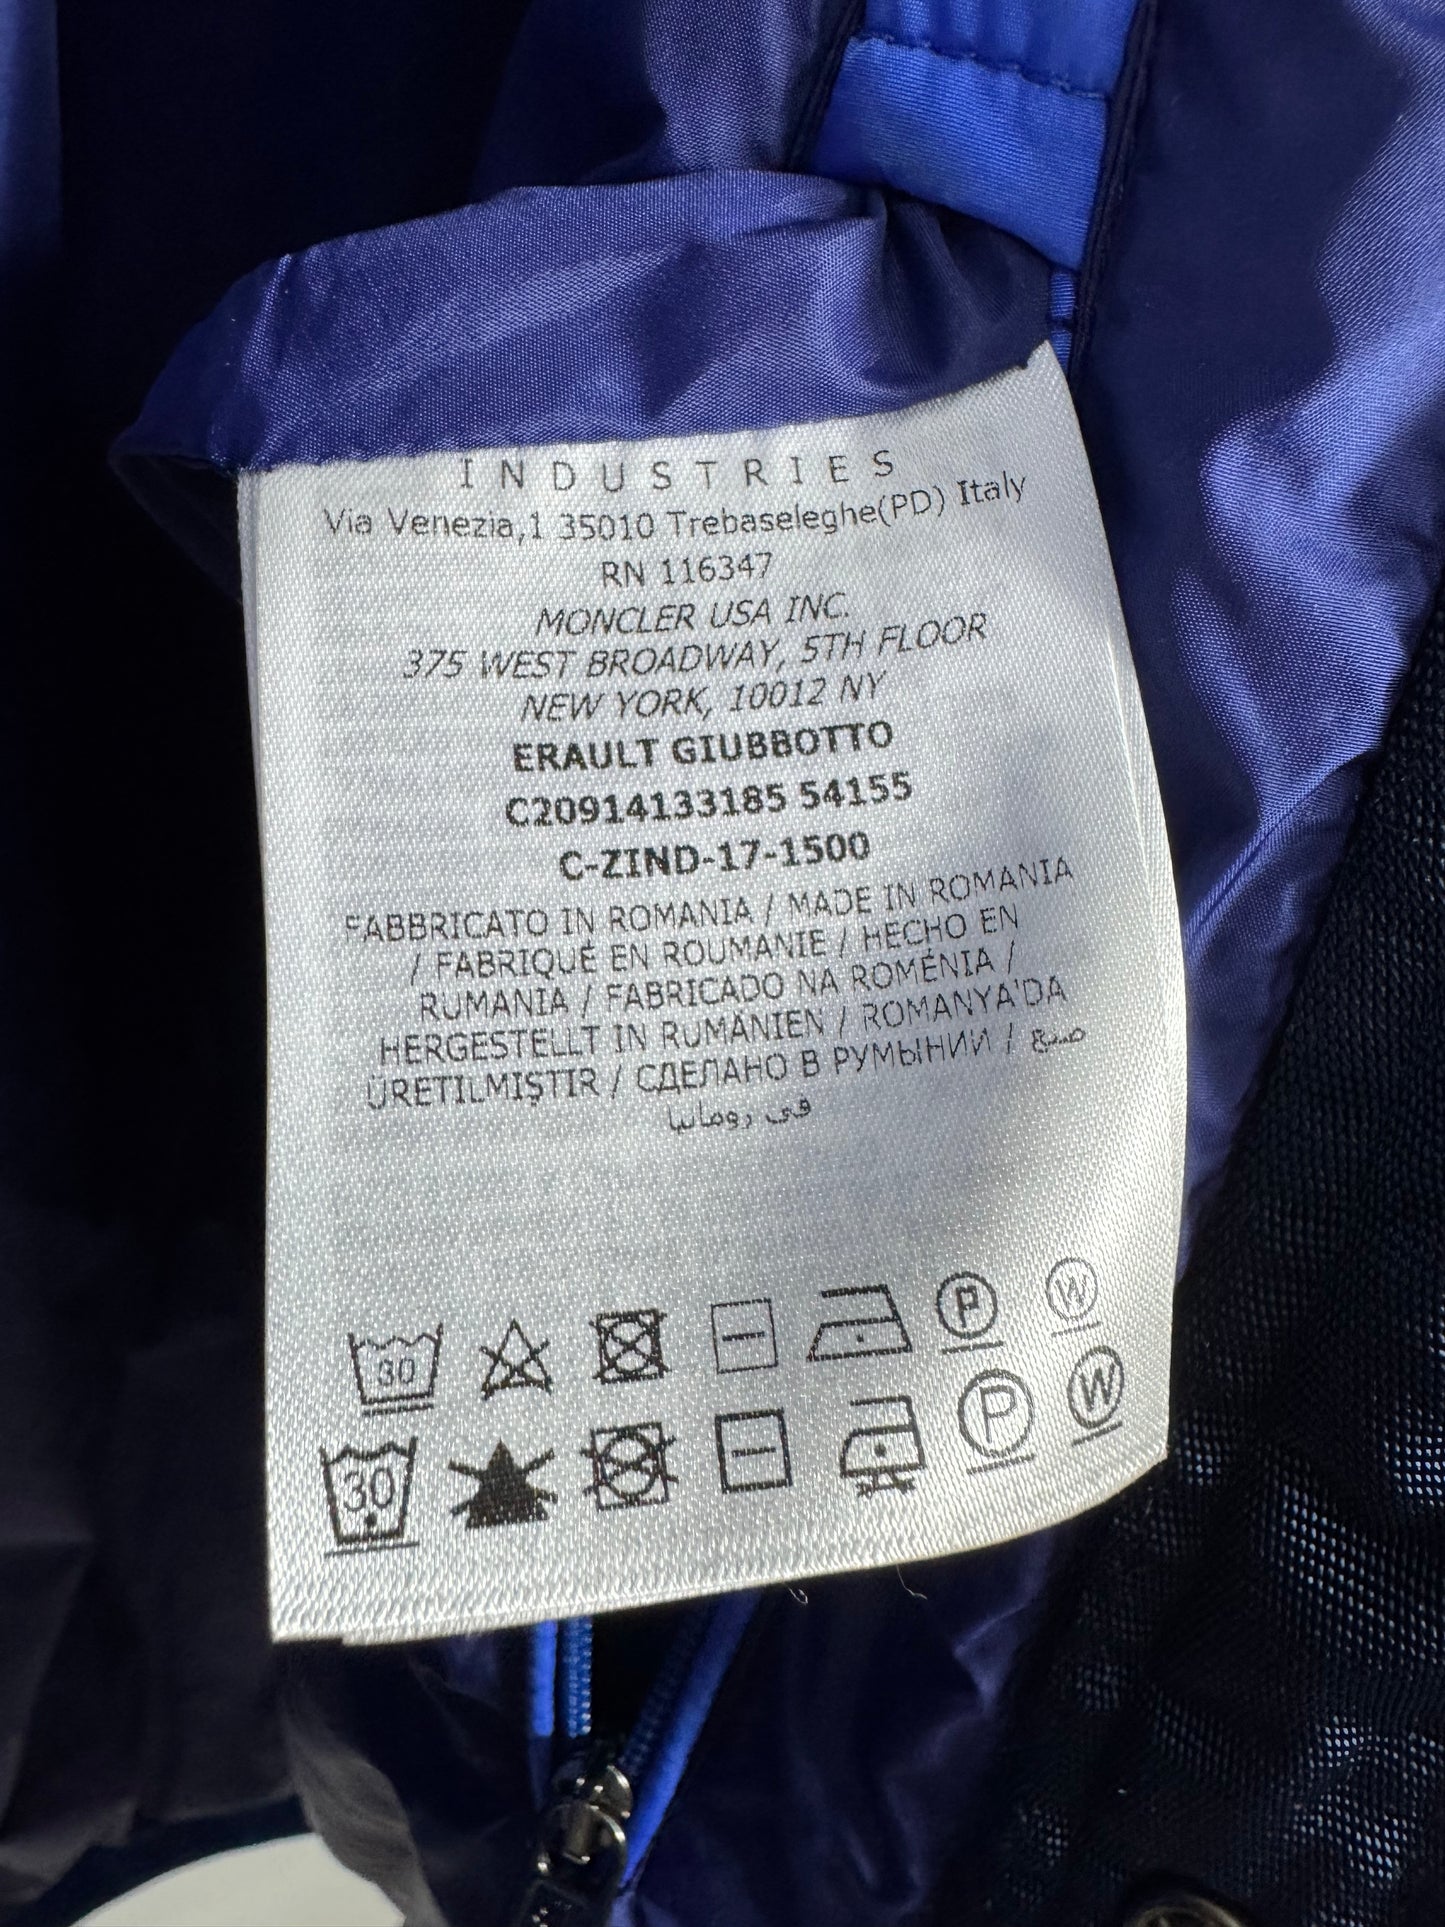 INDUSTRIES
Via Venezia,1 35010 Trebaseleghe(PD) Italy
RN 116347
MONCLER USA INC.
375 WEST BROADWAY, 5TH FLOOR
NEW YORK, 10012 NY
ERAULT GIUBBOTTO
C20914133185 54155
C-ZIND-17-1500
FABBRICATO IN ROMANIA / MADE IN ROMANIA
/ FABRIQUÉ EN ROUMANIE / HECHO EN
RUMANIA / FABRICADO NA ROMÉNIA /
HERGESTELLT IN RUMÄNIEN / ROMANYA'DA
ÜRETILMIŞTIR / СДЕЛАНО В РУМЫНИИ / صنع
في رومانيا
30 P W
30 P W